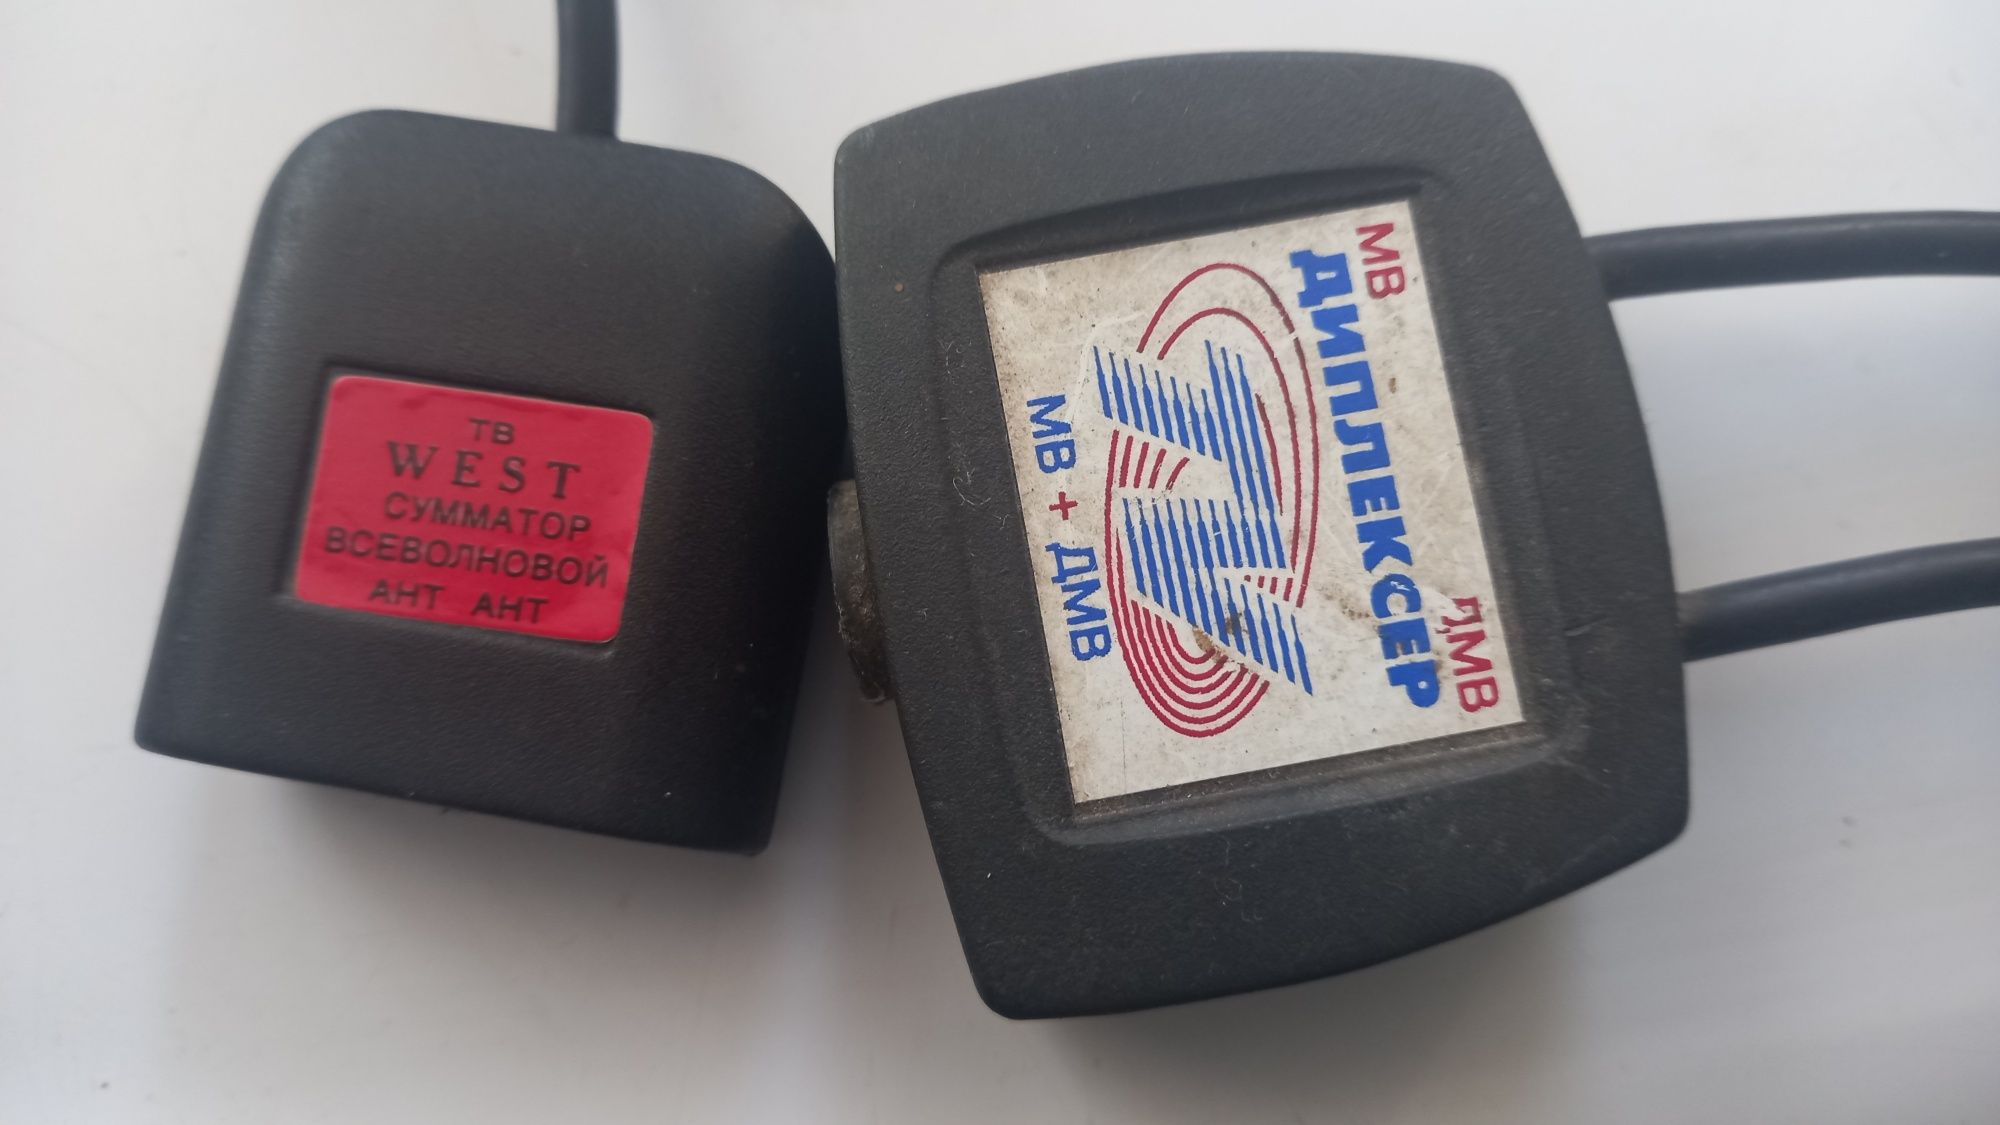 ТВ
WEST
СУММАТОР
ВСЕВОЛНОВОЙ
АНТ АНТ
МВ ДМВ
ДИПЛЕКСЕР
МВ + ДМВ